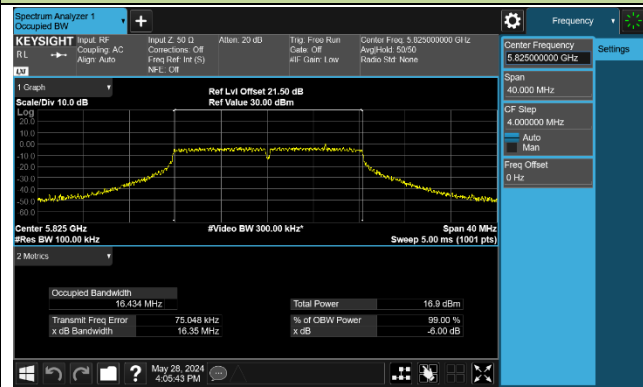 Spectrum Analyzer 1
Occupied BW
+
Frequency
KEYSIGHT
RL
LXI
Input: RF
Coupling: AC
Align: Auto
Input Z: 50 Ω
Corrections: Off
Freq Ref: Int (S)
NFE: Off
Atten: 20 dB
Trig: Free Run
Gate: Off
#IF Gain: Low
Center Freq: 5.825000000 GHz
Avg|Hold: 50/50
Radio Std: None
Center Frequency
5.825000000 GHz
Settings
Span
40.000 MHz
CF Step
4.000000 MHz
Auto
Man
Freq Offset
0 Hz
1 Graph
Scale/Div 10.0 dB
Ref Lvl Offset 21.50 dB
Ref Value 30.00 dBm
Log
20.0
10.0
0.00
-10.0
-20.0
-30.0
-40.0
-50.0
-60.0
Center 5.825 GHz
#Video BW 300.00 kHz*
Span 40 MHz
#Res BW 100.00 kHz
Sweep 5.00 ms (1001 pts)
2 Metrics
Occupied Bandwidth
16.434 MHz
Total Power
16.9 dBm
Transmit Freq Error
75.048 kHz
% of OBW Power
99.00 %
x dB Bandwidth
16.35 MHz
x dB
-6.00 dB
?
May 28, 2024
4:05:43 PM